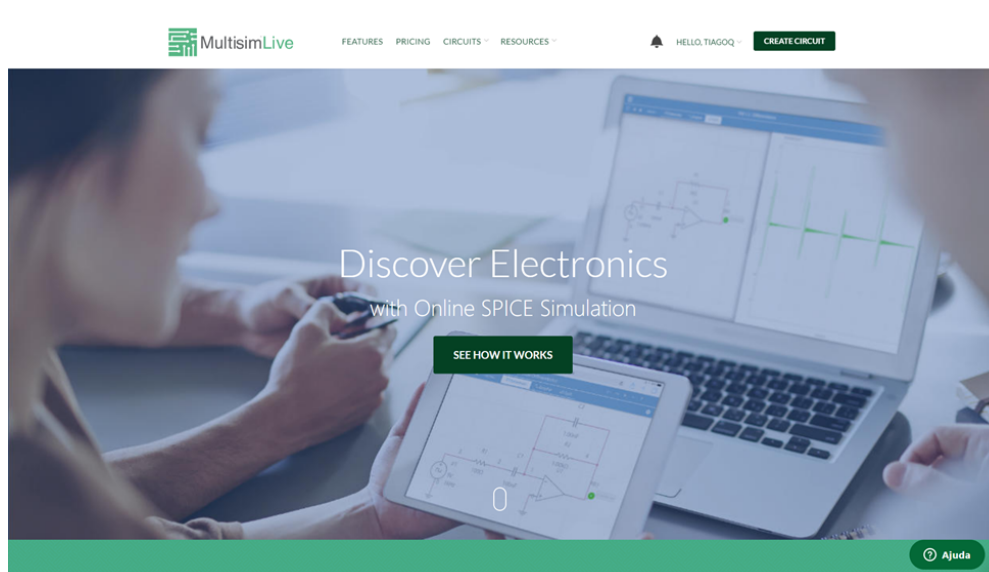 MultisimLive
FEATURES PRICING CIRCUITS RESOURCES
HELLO, TIAGOQ
CREATE CIRCUIT
Discover Electronics
with Online SPICE Simulation
SEE HOW IT WORKS
0
Ajuda